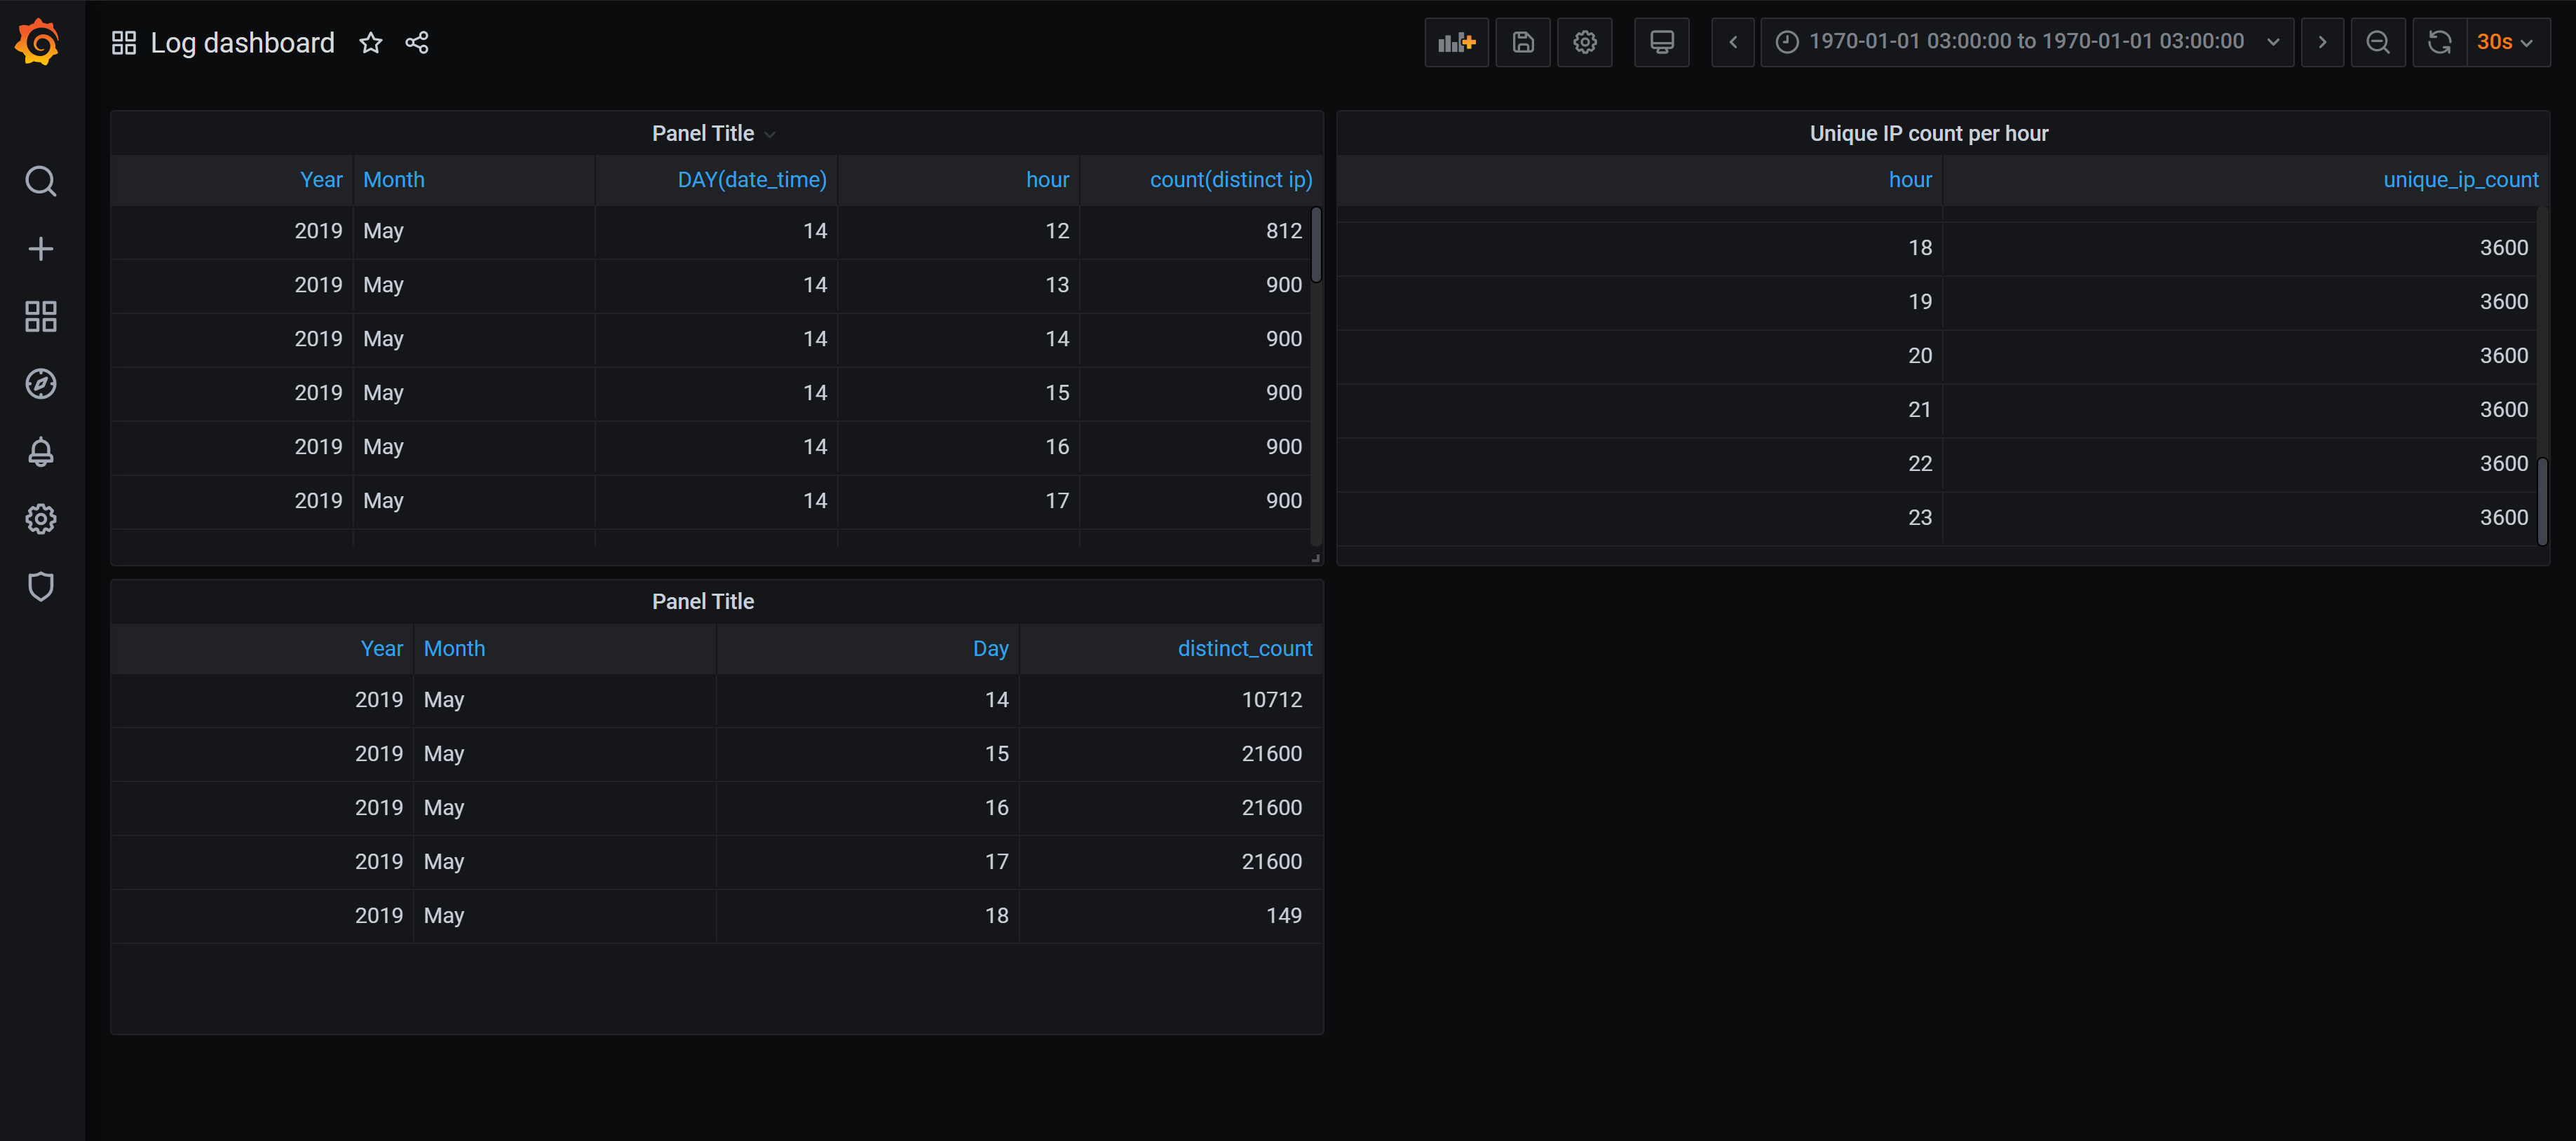 Log dashboard
1970-01-01 03:00:00 to 1970-01-01 03:00:00
30s
Panel Title
Year Month DAY(date_time) hour count(distinct ip)
2019 May 14 12 812
2019 May 14 13 900
2019 May 14 14 900
2019 May 14 15 900
2019 May 14 16 900
2019 May 14 17 900
Unique IP count per hour
hour unique_ip_count
18 3600
19 3600
20 3600
21 3600
22 3600
23 3600
Panel Title
Year Month Day distinct_count
2019 May 14 10712
2019 May 15 21600
2019 May 16 21600
2019 May 17 21600
2019 May 18 149